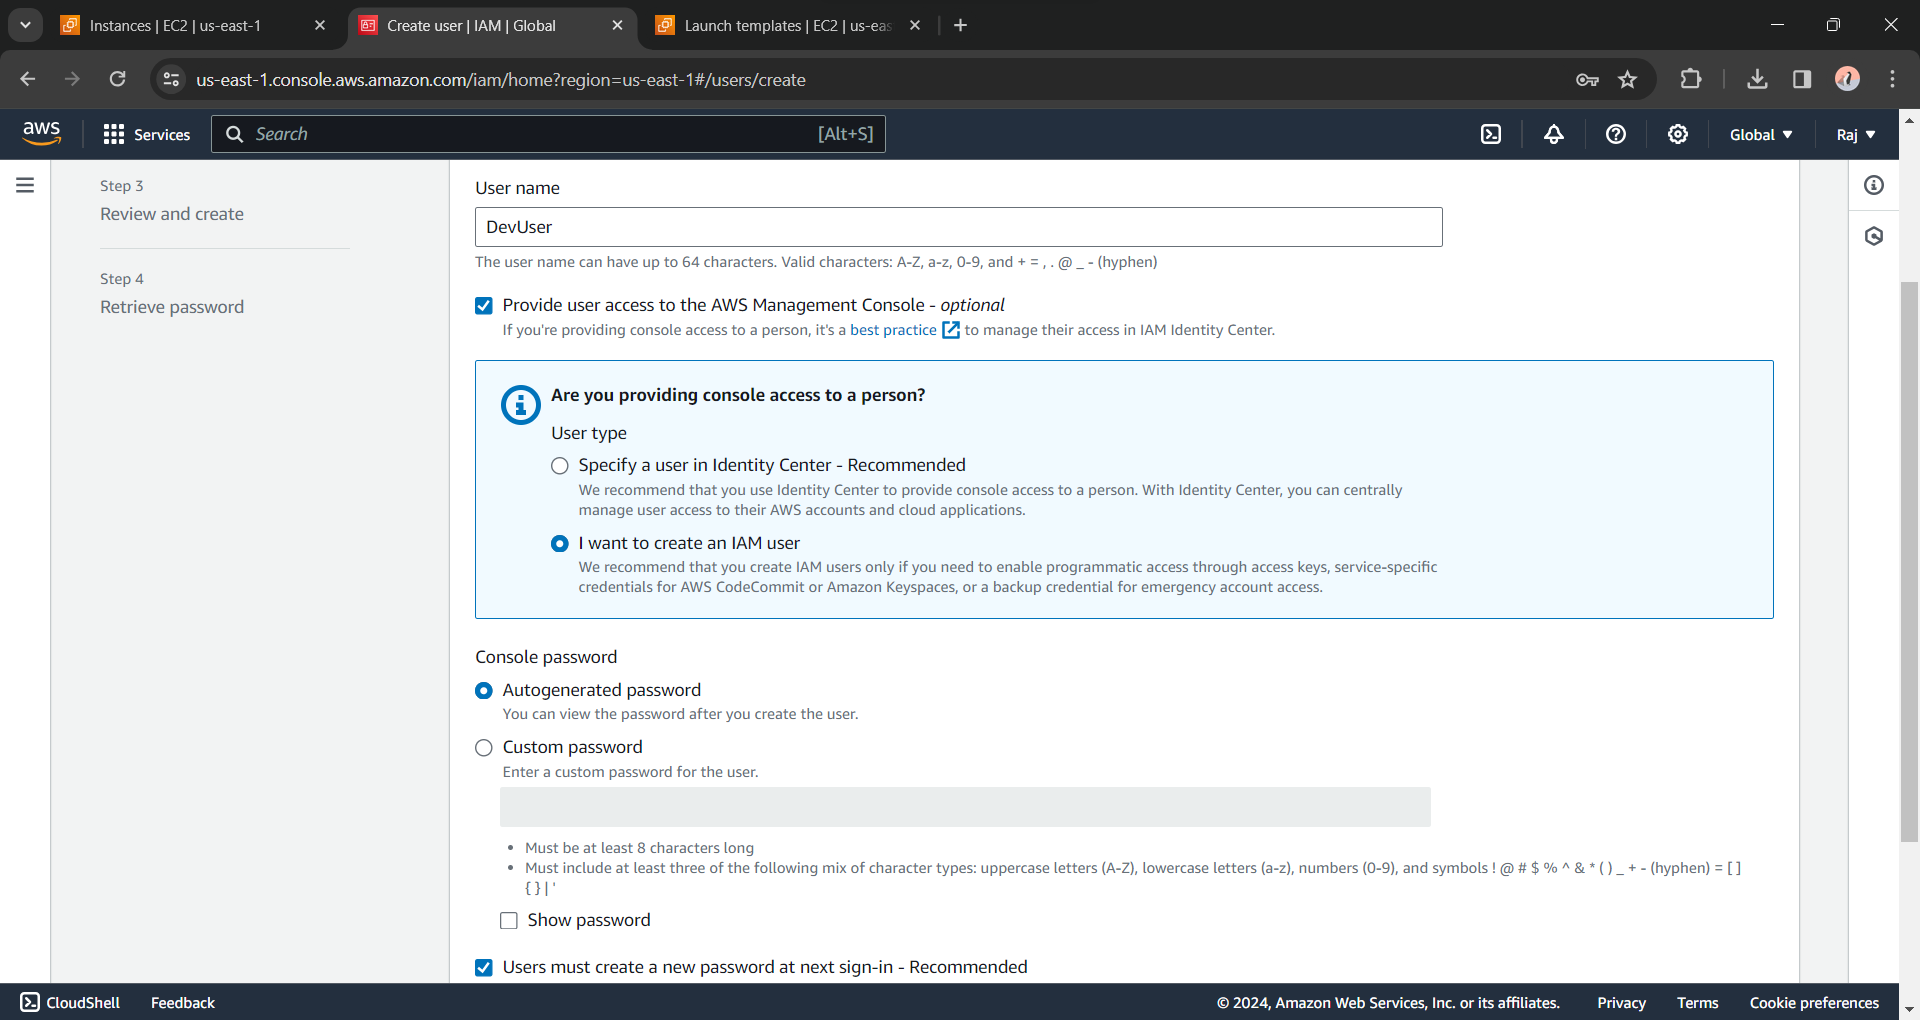 Instances | EC2 | us-east-1
Create user | IAM | Global
Launch templates | EC2 | us-eas
us-east-1.console.aws.amazon.com/iam/home?region=us-east-1#/users/create
aws
Services
Search
[Alt+S]
Global
Raj
Step 3
Review and create
Step 4
Retrieve password
User name
DevUser
The user name can have up to 64 characters. Valid characters: A-Z, a-z, 0-9, and + = , . @ _ - (hyphen)
Provide user access to the AWS Management Console - optional
If you're providing console access to a person, it's a best practice to manage their access in IAM Identity Center.
Are you providing console access to a person?
User type
Specify a user in Identity Center - Recommended
We recommend that you use Identity Center to provide console access to a person. With Identity Center, you can centrally
manage user access to their AWS accounts and cloud applications.
I want to create an IAM user
We recommend that you create IAM users only if you need to enable programmatic access through access keys, service-specific
credentials for AWS CodeCommit or Amazon Keyspaces, or a backup credential for emergency account access.
Console password
Autogenerated password
You can view the password after you create the user.
Custom password
Enter a custom password for the user.
• Must be at least 8 characters long
• Must include at least three of the following mix of character types: uppercase letters (A-Z), lowercase letters (a-z), numbers (0-9), and symbols ! @ # $ % ^ & * ( ) _ + - (hyphen) = [ ]
{ } | '
Show password
Users must create a new password at next sign-in - Recommended
CloudShell
Feedback
© 2024, Amazon Web Services, Inc. or its affiliates.
Privacy
Terms
Cookie preferences